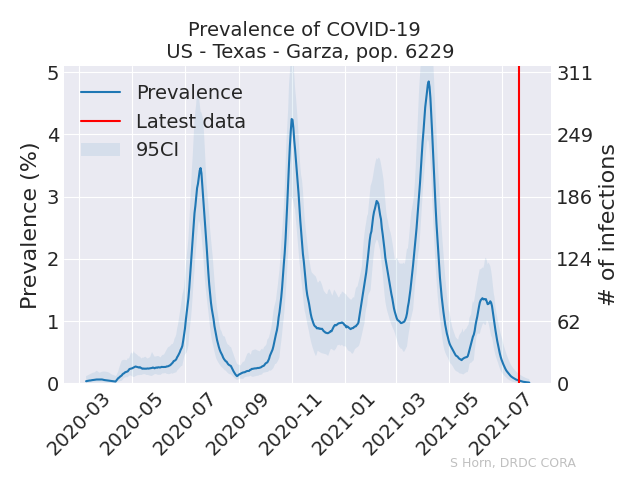 Prevalence of COVID-19
US - Texas - Garza, pop. 6229
Prevalence
Latest data
95CI
Prevalence (%)
5
4
3
2
1
0
311
249
186
124
62
0
# of infections
2020-03
2020-05
2020-07
2020-09
2020-11
2021-01
2021-03
2021-05
2021-07
S Horn, DRDC CORA